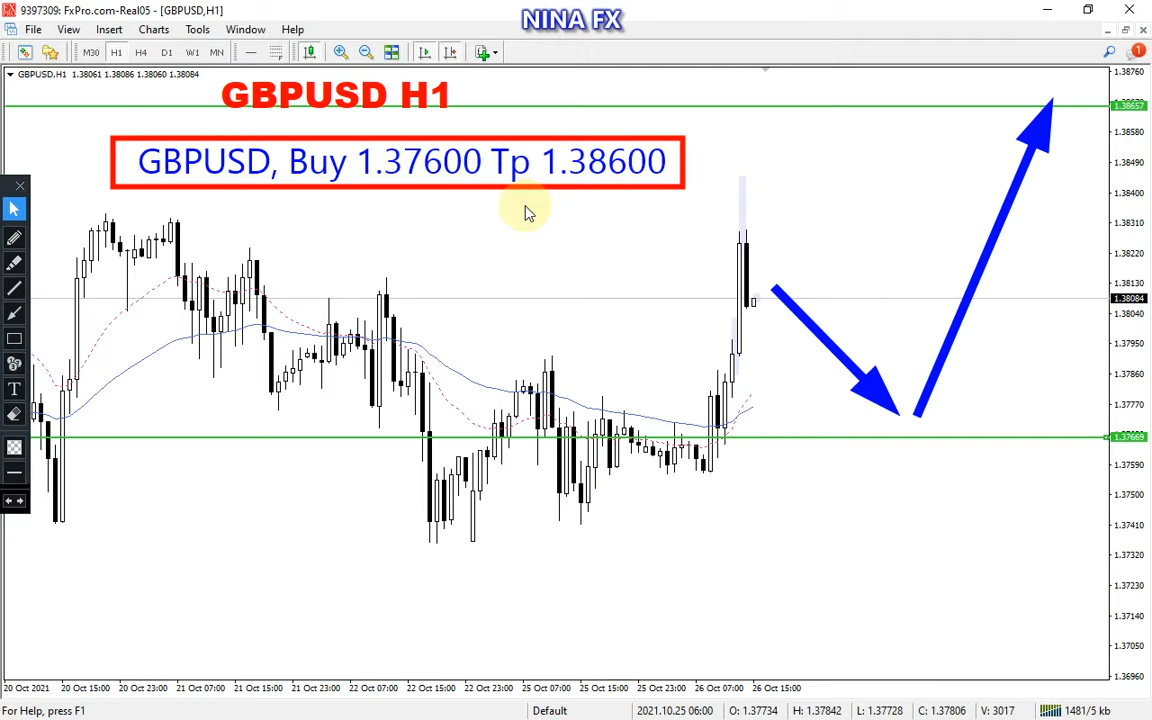 9397309: FxPro.com-Real05 - [GBPUSD,H1]
NINA FX
File View Insert Charts Tools Window Help
M30 H1 H4 D1 W1 MN
1
GBPUSD,H1 1.38061 1.38086 1.38060 1.38084
GBPUSD H1
GBPUSD, Buy 1.37600 Tp 1.38600
T
1.38760
1.38657
1.38580
1.38490
1.38400
1.38310
1.38220
1.38130
1.38084
1.38040
1.37950
1.37860
1.37770
1.37669
1.37590
1.37500
1.37410
1.37320
1.37230
1.37140
1.37050
1.36960
20 Oct 2021 20 Oct 15:00 20 Oct 23:00 21 Oct 07:00 21 Oct 15:00 21 Oct 23:00 22 Oct 07:00 22 Oct 15:00 22 Oct 23:00 25 Oct 07:00 25 Oct 15:00 25 Oct 23:00 26 Oct 07:00 26 Oct 15:00
For Help, press F1 Default 2021.10.25 06:00 O: 1.37734 H: 1.37842 L: 1.37728 C: 1.37806 V: 3017 1481/5 kb